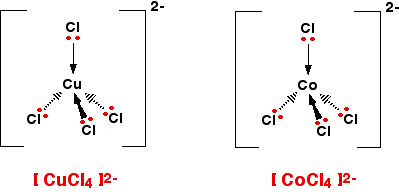 2-
Cl
Cu
Cl Cl Cl
[ CuCl4 ]2-
2-
Cl
Co
Cl Cl Cl
[ CoCl4 ]2-